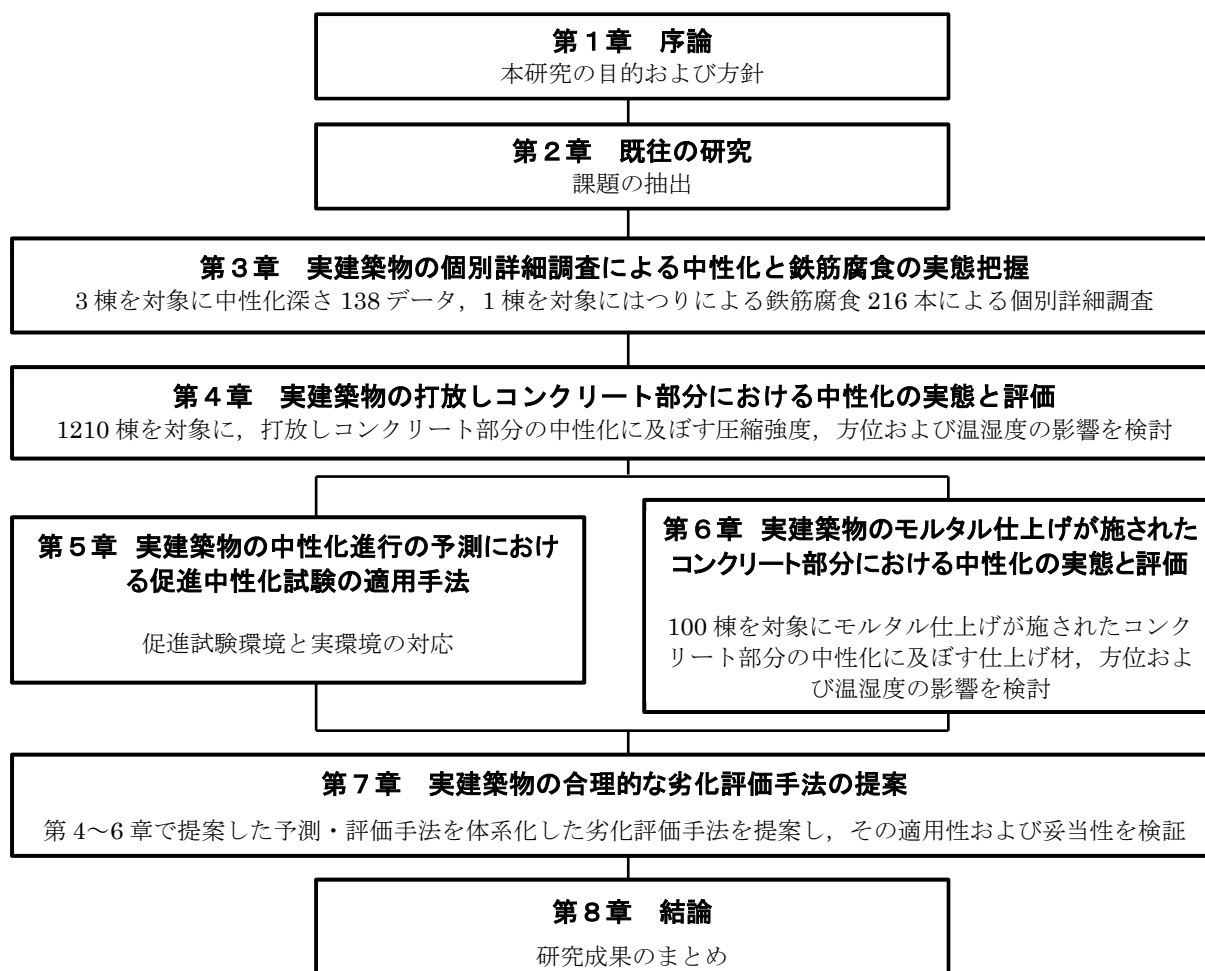 第1章　序論
本研究の目的および方針
第2章　既往の研究
課題の抽出
第3章　実建築物の個別詳細調査による中性化と鉄筋腐食の実態把握
3棟を対象に中性化深さ138データ，1棟を対象にはつりによる鉄筋腐食216本による個別詳細調査
第4章　実建築物の打放しコンクリート部分における中性化の実態と評価
1210棟を対象に，打放しコンクリート部分の中性化に及ぼす圧縮強度，方位および温湿度の影響を検討
第5章 実建築物の中性化進行の予測におけ
る促進中性化試験の適用手法
促進試験環境と実環境の対応
第6章 実建築物のモルタル仕上げが施された
コンクリート部分における中性化の実態と評価
100棟を対象にモルタル仕上げが施されたコンク
リート部分の中性化に及ぼす仕上げ材，方位およ
び温湿度の影響を検討
第7章　実建築物の合理的な劣化評価手法の提案
第4～6章で提案した予測・評価手法を体系化した劣化評価手法を提案し，その適用性および妥当性を検証
第8章　結論
研究成果のまとめ